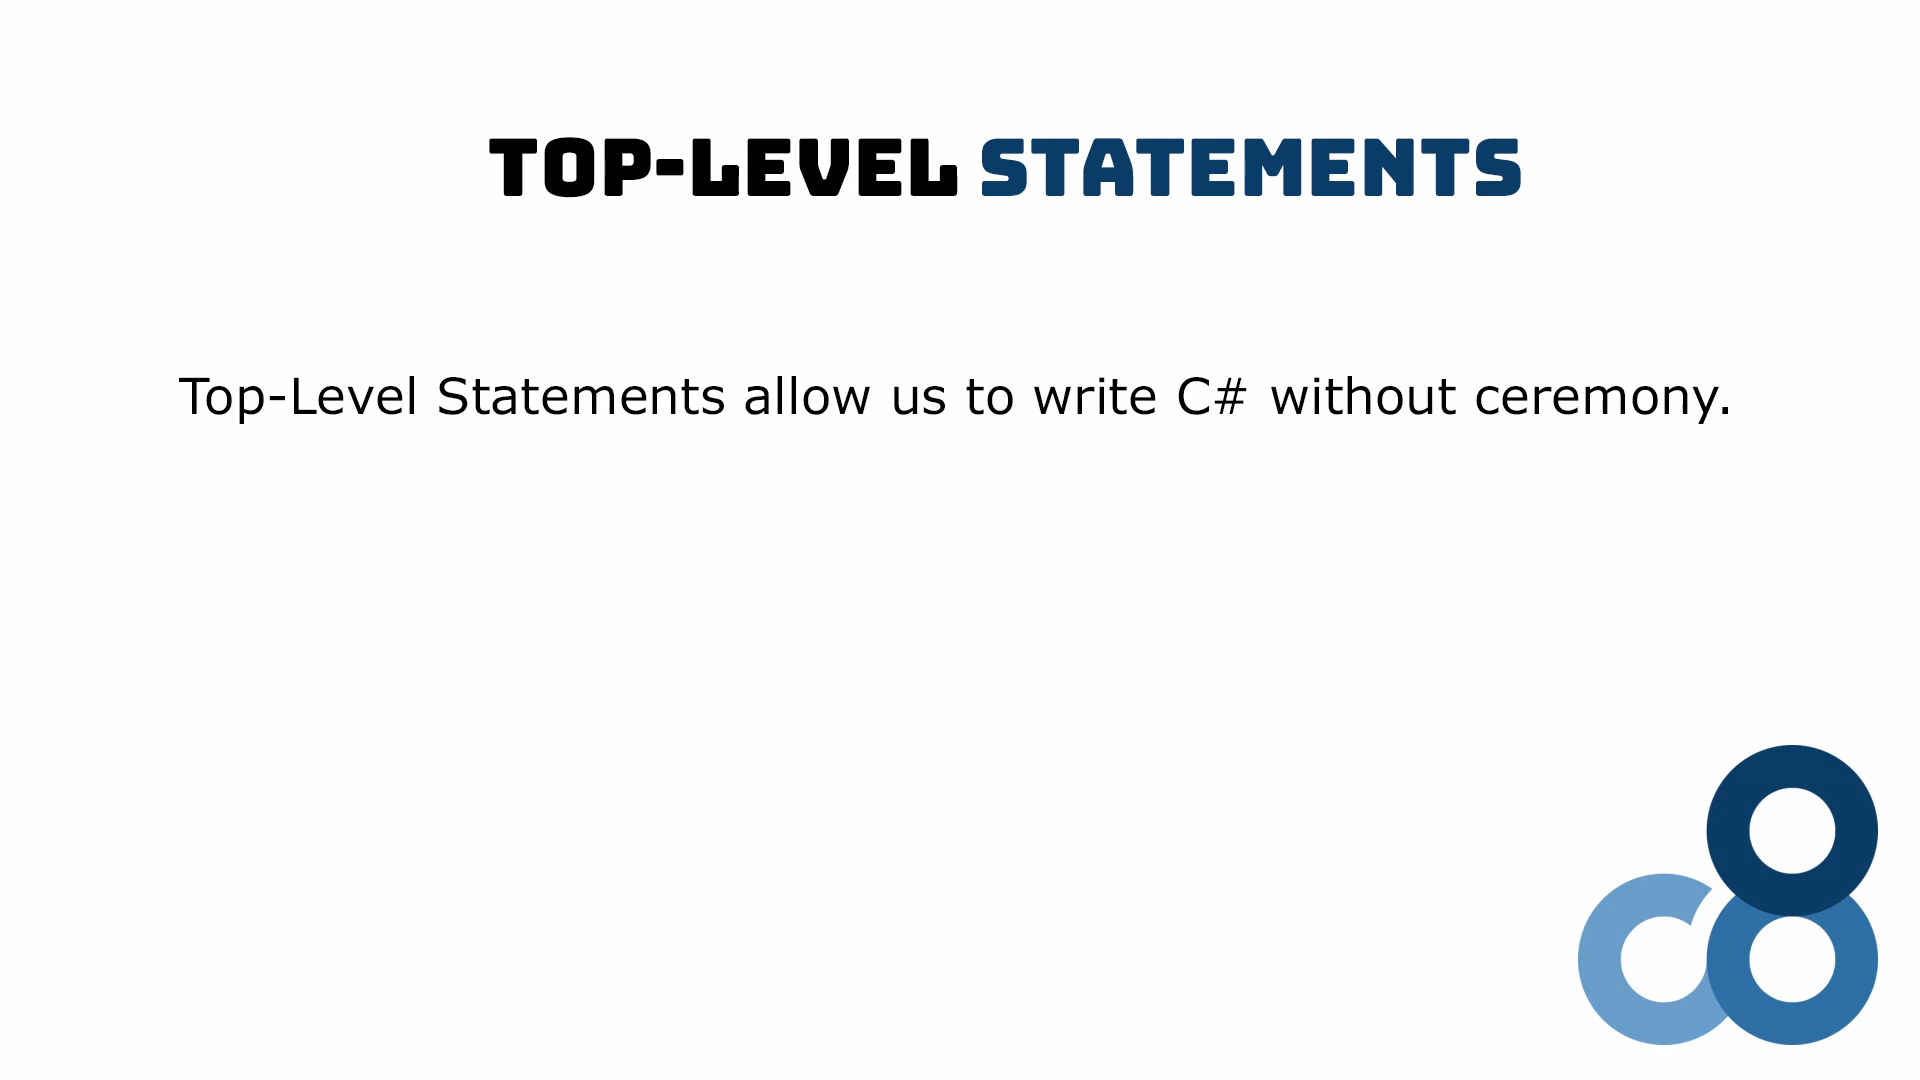 TOP-LEVEL STATEMENTS
Top-Level Statements allow us to write C# without ceremony.